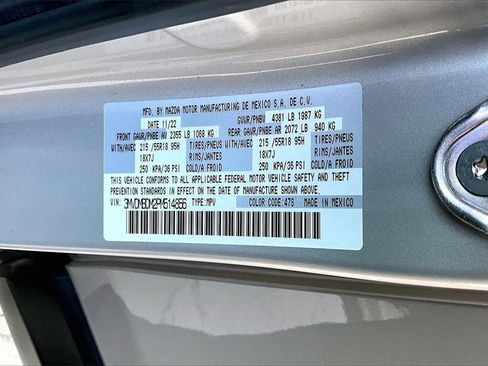 MFD. BY MAZDA MOTOR MANUFACTURING DE MEXICO S.A. DE C.V.
DATE 11/22 GVWR/PNBV 4381 LB 1987 KG
FRONT GAWR/PNBE AV 2355 LB 1068 KG REAR GAWR/PNBE AR 2072 LB 940 KG
WITH/AVEC 215 /55R18 95H TIRES/PNEUS WITH/AVEC 215 /55R18 95H TIRES/PNEUS
18X7J RIMS/JANTES 18X7J RIMS/JANTES
250 KPA/36 PSI COLD/A FROID 250 KPA/36 PSI COLD/A FROID
THIS VEHICLE CONFORMS TO ALL APPLICABLE FEDERAL MOTOR VEHICLE SAFETY AND THEFT
PREVENTION STANDARDS IN EFFECT ON THE DATE OF MANUFACTURE SHOWN ABOVE.
VIN: TYPE:MPV COLOR CODE:47S MADE IN MEXICO